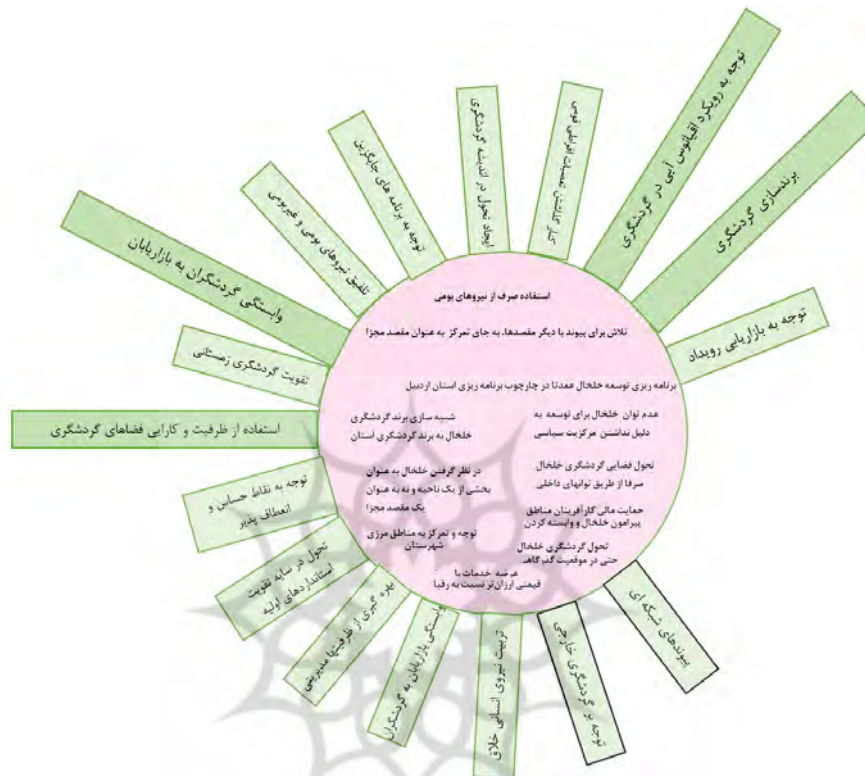 توجه به رویکرد اقیانوس آبی در گردشگری
برندسازی گردشگری
توجه به بازاریابی رویداد
کنار گذاشتن تعصبات افراطی قومی
ایجاد تحول در اندیشه گردشگری
توجه به برنامه های جایگزین
تلفیق نیروهای بومی و غیربومی
وابستگی گردشگران به بازاریابان
تقویت گردشگری زمستانی
استفاده از ظرفیت و کارایی فضاهای گردشگری
توجه به نقاط حساس و
انعطاف پذیر
تحول در سایه تقویت
استانداردهای اولیه
بهره گیری از ظرفیتها مدیریتی
وابستگی بازاریابان به گردشگران
تربیت نیروی انسانی خلاق
توجه بر گردشگری خارجی
پیوندهای شبکه ای
استفاده صرف از نیروهای بومی
تلاش برای پیوند با دیگر مقصدها، به جای تمرکز به عنوان مقصد مجزا
برنامه ریزی توسعه خلخال عمدتا در چارچوب برنامه ریزی استان اردبیل
عدم توان خلخال برای توسعه به
دلیل نداشتن مرکزیت سیاسی
شبیه سازی برند گردشگری
خلخال به برند گردشگری استان
تحول فضایی گردشگری خلخال
صرفا از طریق توانهای داخلی
در نظر گرفتن خلخال به عنوان
بخشی از یک ناحیه و نه به عنوان
یک مقصد مجزا
حمایت مالی کارآفرینان مناطق
پیرامون خلخال و وابسته کردن
توجه و تمرکز به مناطق مرزی
شهرستان
تحول گردشگری خلخال
حتی در موقعیت گذرگاهی
عرضه خدمات با
قیمتی ارزان‌تر نسبت به رقبا